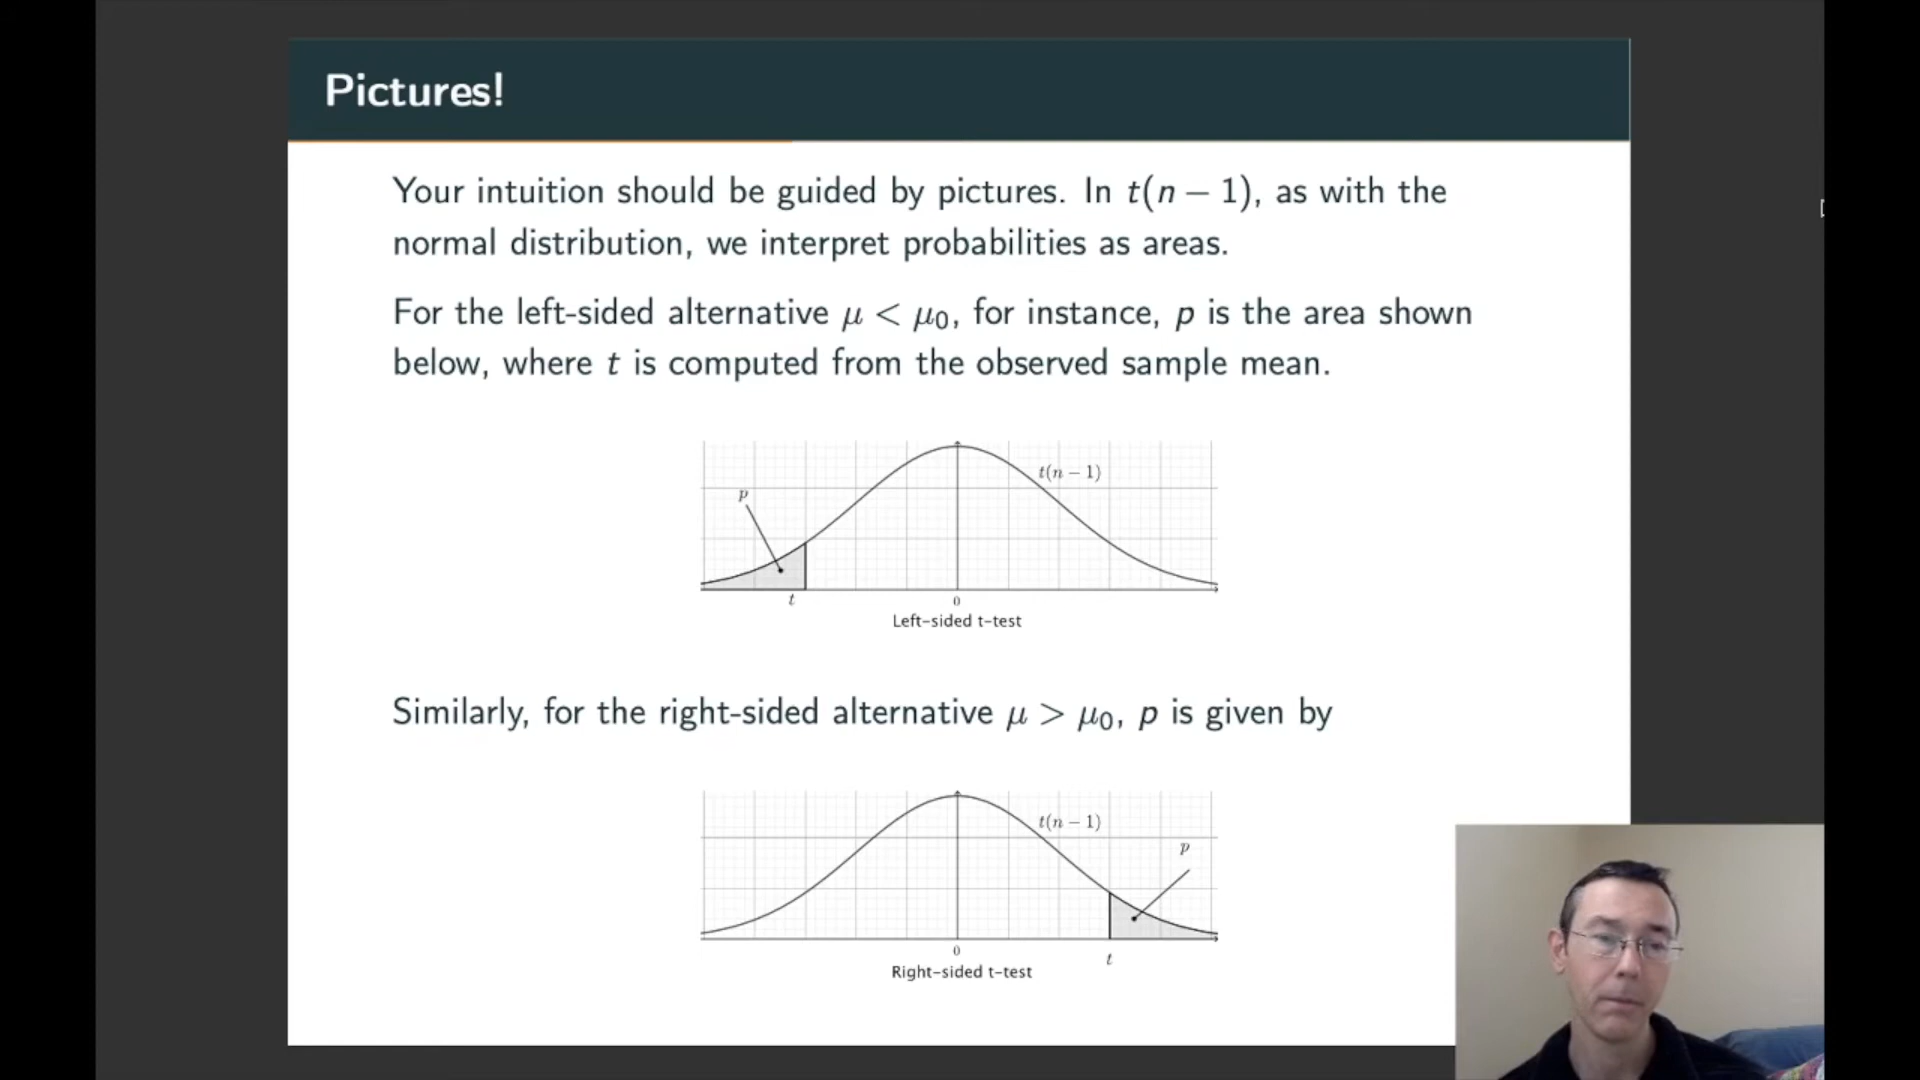 Pictures!
Your intuition should be guided by pictures. In t(n − 1), as with the
normal distribution, we interpret probabilities as areas.
For the left-sided alternative μ < μ₀, for instance, p is the area shown
below, where t is computed from the observed sample mean.
t(n − 1)
p
t
0
Left-sided t-test
Similarly, for the right-sided alternative μ > μ₀, p is given by
t(n − 1)
p
0
t
Right-sided t-test